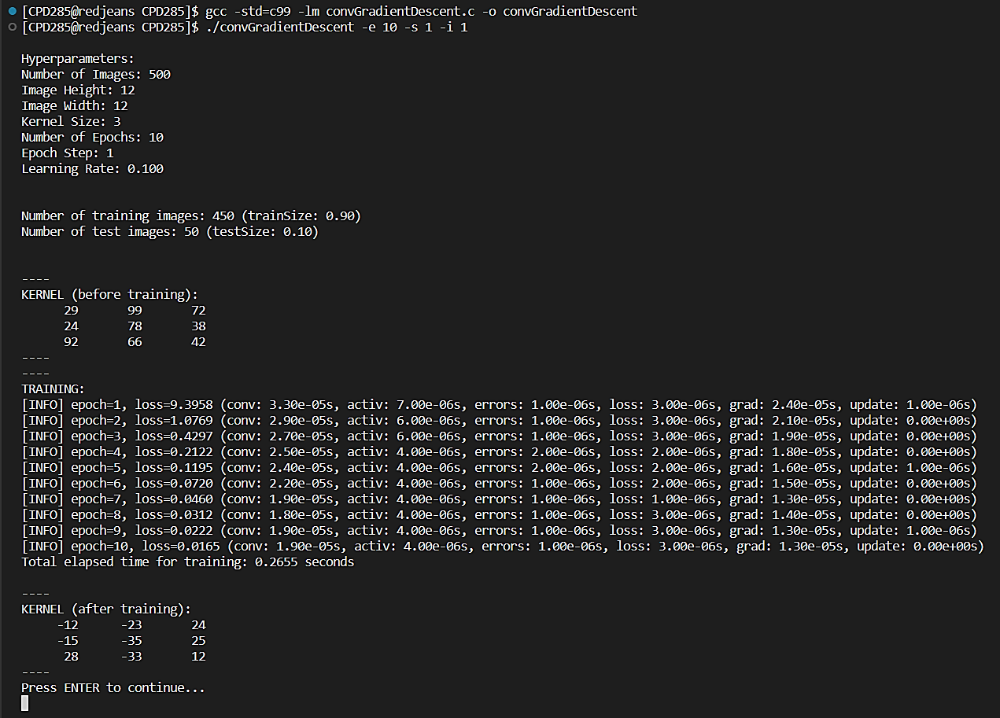 [CPD285@redjeans CPD285]$ gcc -std=c99 -lm convGradientDescent.c -o convGradientDescent
[CPD285@redjeans CPD285]$ ./convGradientDescent -e 10 -s 1 -i 1
Hyperparameters:
Number of Images: 500
Image Height: 12
Image Width: 12
Kernel Size: 3
Number of Epochs: 10
Epoch Step: 1
Learning Rate: 0.100
Number of training images: 450 (trainSize: 0.90)
Number of test images: 50 (testSize: 0.10)
----
KERNEL (before training):
29 99 72
24 78 38
92 66 42
----
----
TRAINING:
[INFO] epoch=1, loss=9.3958 (conv: 3.30e-05s, activ: 7.00e-06s, errors: 1.00e-06s, loss: 3.00e-06s, grad: 2.40e-05s, update: 1.00e-06s)
[INFO] epoch=2, loss=1.0769 (conv: 2.90e-05s, activ: 6.00e-06s, errors: 1.00e-06s, loss: 3.00e-06s, grad: 2.10e-05s, update: 0.00e+00s)
[INFO] epoch=3, loss=0.4297 (conv: 2.70e-05s, activ: 6.00e-06s, errors: 1.00e-06s, loss: 3.00e-06s, grad: 1.90e-05s, update: 0.00e+00s)
[INFO] epoch=4, loss=0.2122 (conv: 2.50e-05s, activ: 4.00e-06s, errors: 2.00e-06s, loss: 2.00e-06s, grad: 1.80e-05s, update: 0.00e+00s)
[INFO] epoch=5, loss=0.1195 (conv: 2.40e-05s, activ: 4.00e-06s, errors: 2.00e-06s, loss: 2.00e-06s, grad: 1.60e-05s, update: 1.00e-06s)
[INFO] epoch=6, loss=0.0720 (conv: 2.20e-05s, activ: 4.00e-06s, errors: 1.00e-06s, loss: 2.00e-06s, grad: 1.50e-05s, update: 0.00e+00s)
[INFO] epoch=7, loss=0.0460 (conv: 1.90e-05s, activ: 4.00e-06s, errors: 1.00e-06s, loss: 1.00e-06s, grad: 1.30e-05s, update: 0.00e+00s)
[INFO] epoch=8, loss=0.0312 (conv: 1.80e-05s, activ: 4.00e-06s, errors: 1.00e-06s, loss: 3.00e-06s, grad: 1.40e-05s, update: 0.00e+00s)
[INFO] epoch=9, loss=0.0222 (conv: 1.90e-05s, activ: 4.00e-06s, errors: 1.00e-06s, loss: 3.00e-06s, grad: 1.30e-05s, update: 1.00e-06s)
[INFO] epoch=10, loss=0.0165 (conv: 1.90e-05s, activ: 4.00e-06s, errors: 1.00e-06s, loss: 3.00e-06s, grad: 1.30e-05s, update: 0.00e+00s)
Total elapsed time for training: 0.2655 seconds
----
KERNEL (after training):
-12 -23 24
-15 -35 25
28 -33 12
----
Press ENTER to continue...